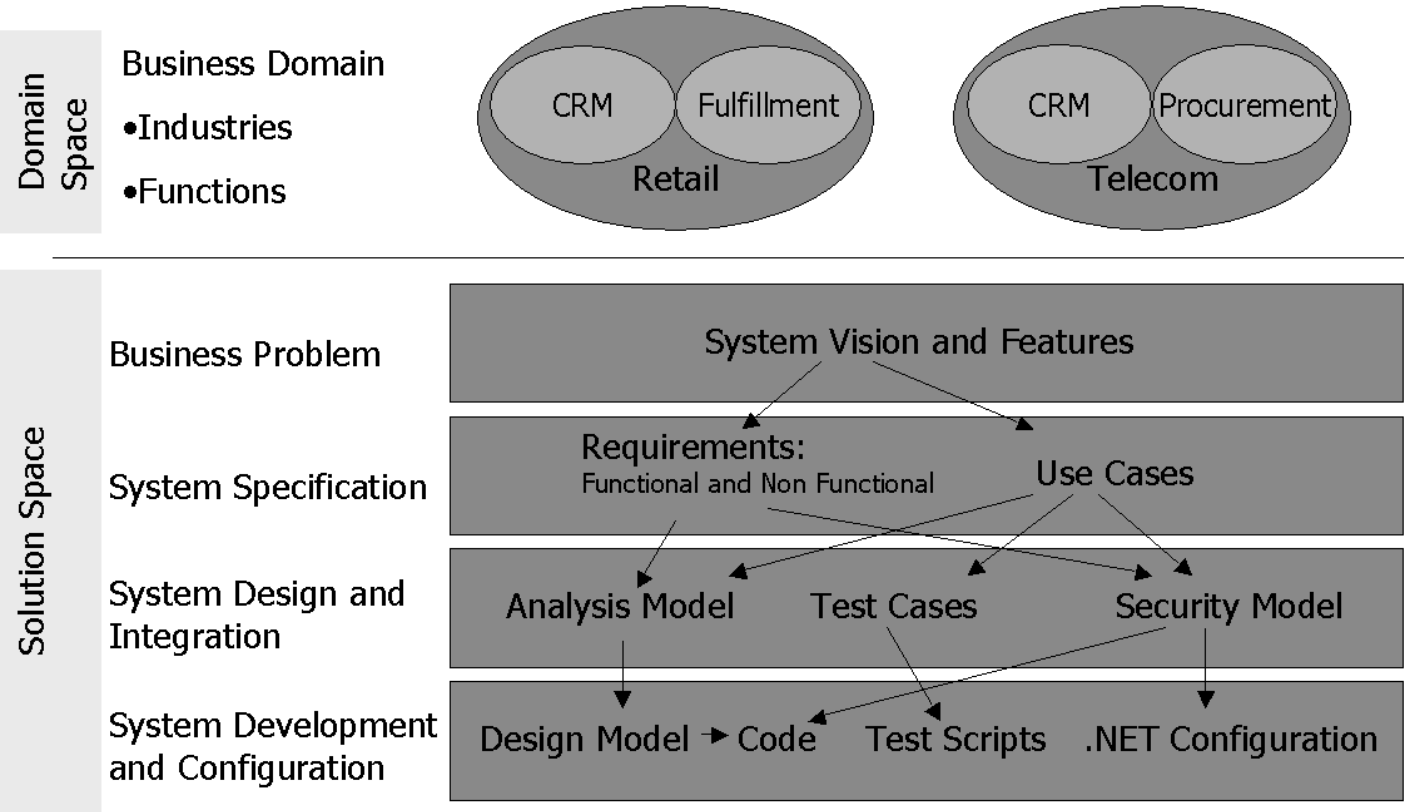 Domain
Space
Business Domain
•Industries
•Functions
CRM
Fulfillment
Retail
CRM
Procurement
Telecom
Solution Space
Business Problem
System Vision and Features
System Specification
Requirements:
Functional and Non Functional
Use Cases
System Design and
Integration
Analysis Model
Test Cases
Security Model
System Development
and Configuration
Design Model
Code
Test Scripts
.NET Configuration